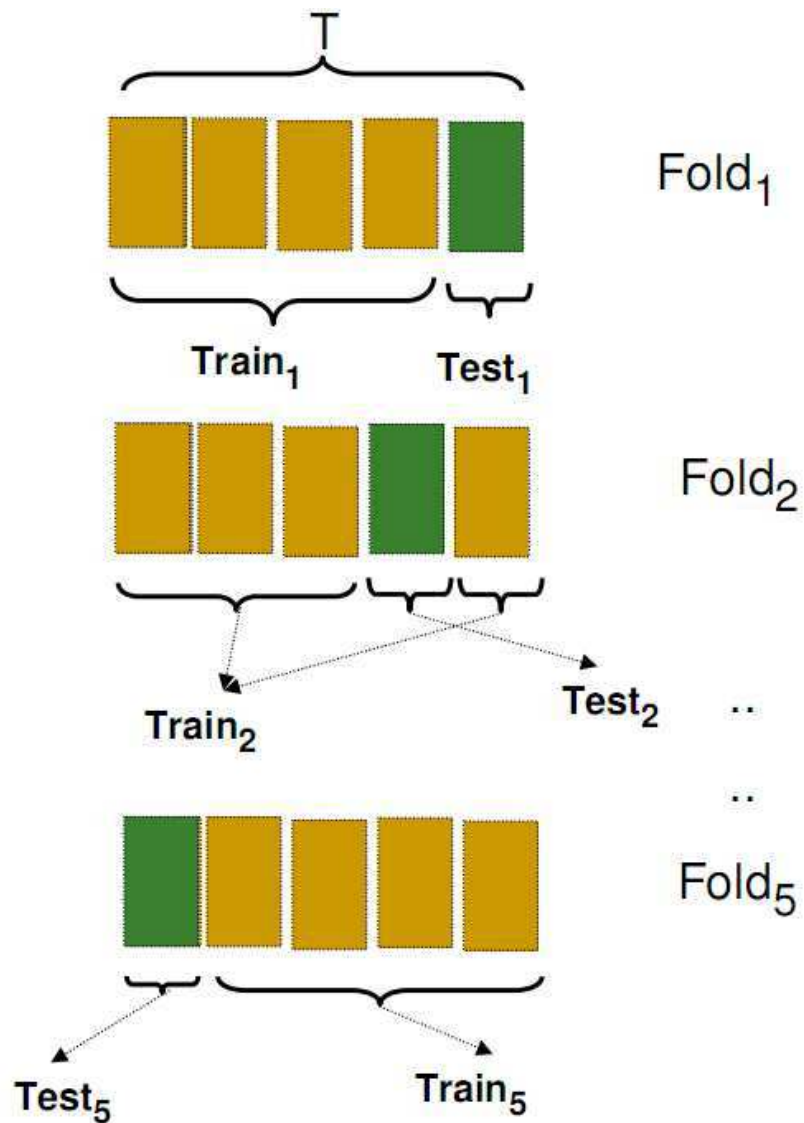 T
Fold₁
Train₁ Test₁
Fold₂
Test₂ ..
Train₂
..
Fold₅
Test₅ Train₅